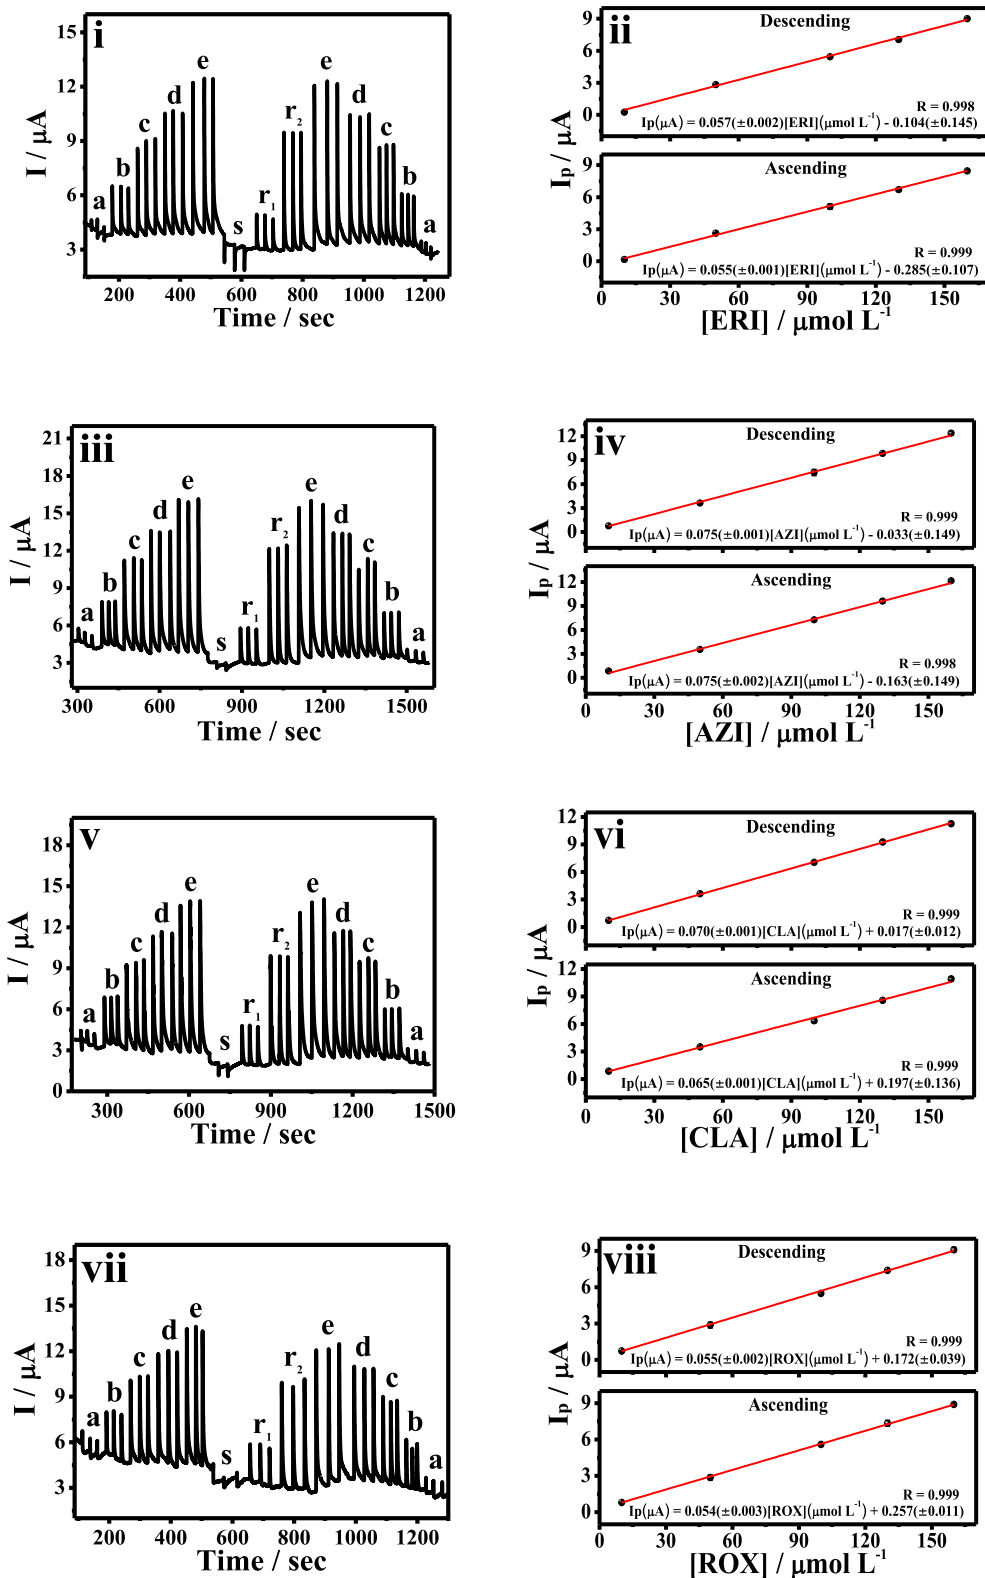 i
15
12
9
6
3
I / μA
a b c d e s r1 r2 e d c b a
200 400 600 800 1000 1200
Time / sec
ii
Descending
9
6
3
0
R = 0.998
Ip(μA) = 0.057(±0.002)[ERI](μmol L-1) - 0.104(±0.145)
Ip / μA
Ascending
9
6
3
0
R = 0.999
Ip(μA) = 0.055(±0.001)[ERI](μmol L-1) - 0.285(±0.107)
0 30 60 90 120 150
[ERI] / μmol L-1
iii
21
18
15
12
9
6
3
I / μA
a b c d e s r1 r2 e d c b a
300 600 900 1200 1500
Time / sec
iv
Descending
12
9
6
3
0
R = 0.999
Ip(μA) = 0.075(±0.001)[AZI](μmol L-1) - 0.033(±0.149)
Ip / μA
Ascending
12
9
6
3
0
R = 0.998
Ip(μA) = 0.075(±0.002)[AZI](μmol L-1) - 0.163(±0.149)
0 30 60 90 120 150
[AZI] / μmol L-1
v
18
15
12
9
6
3
0
I / μA
a b c d e s r1 r2 e d c b a
300 600 900 1200 1500
Time / sec
vi
Descending
12
9
6
3
0
R = 0.999
Ip(μA) = 0.070(±0.001)[CLA](μmol L-1) + 0.017(±0.012)
Ip / μA
Ascending
12
9
6
3
0
R = 0.999
Ip(μA) = 0.065(±0.001)[CLA](μmol L-1) + 0.197(±0.136)
0 30 60 90 120 150
[CLA] / μmol L-1
vii
18
15
12
9
6
3
I / μA
a b c d e s r1 r2 e d c b a
200 400 600 800 1000 1200
Time / sec
viii
Descending
9
6
3
0
R = 0.999
Ip(μA) = 0.055(±0.002)[ROX](μmol L-1) + 0.172(±0.039)
Ip / μA
Ascending
9
6
3
0
R = 0.999
Ip(μA) = 0.054(±0.003)[ROX](μmol L-1) + 0.257(±0.011)
0 30 60 90 120 150
[ROX] / μmol L-1